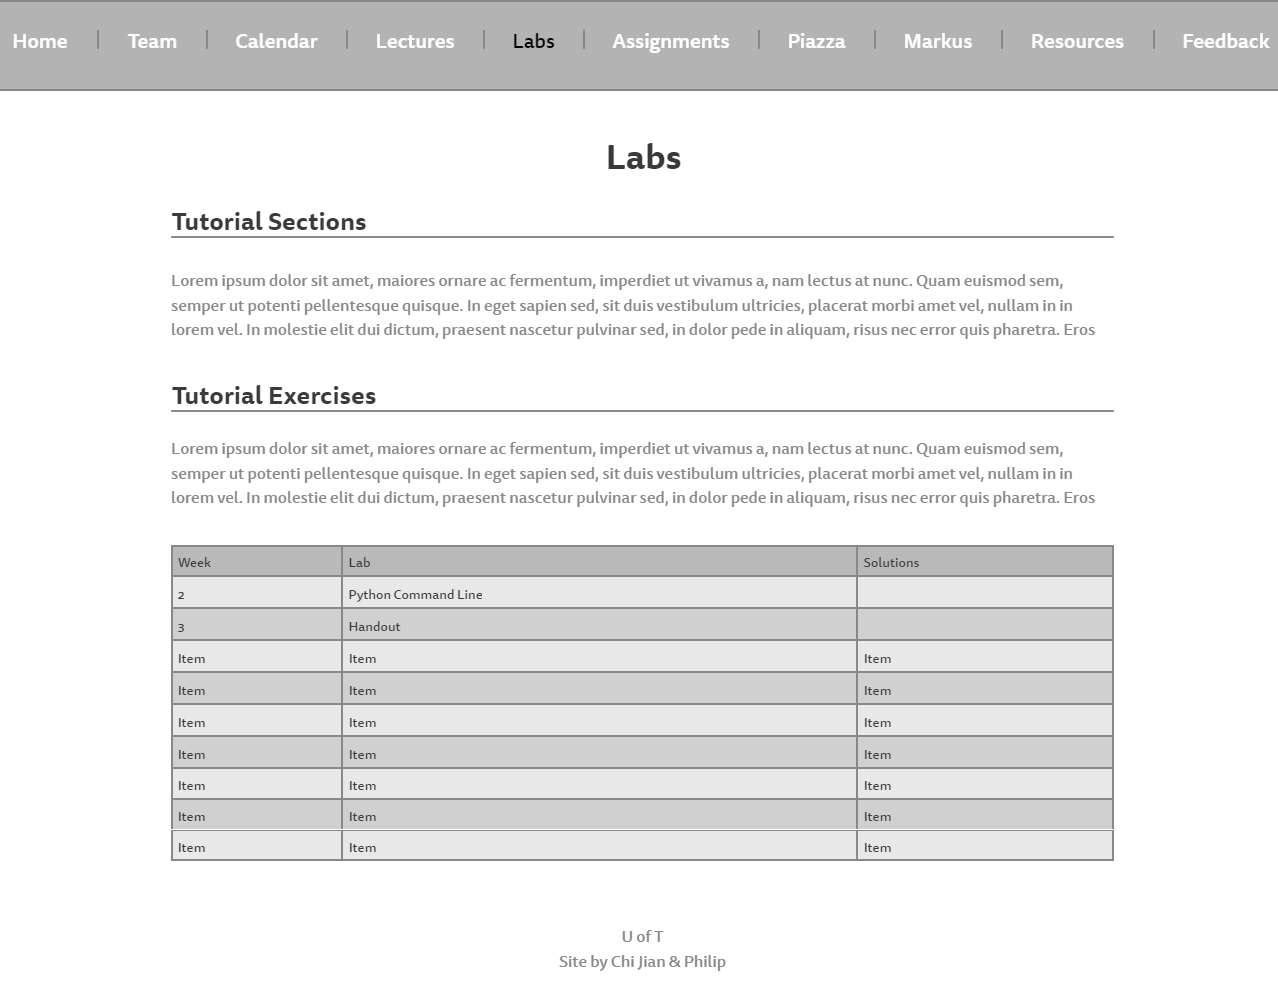 Home Team Calendar Lectures Labs Assignments Piazza Markus Resources Feedback
Labs
Tutorial Sections
Lorem ipsum dolor sit amet, maiores ornare ac fermentum, imperdiet ut vivamus a, nam lectus at nunc. Quam euismod sem,
semper ut potenti pellentesque quisque. In eget sapien sed, sit duis vestibulum ultricies, placerat morbi amet vel, nullam in in
lorem vel. In molestie elit dui dictum, praesent nascetur pulvinar sed, in dolor pede in aliquam, risus nec error quis pharetra. Eros
Tutorial Exercises
Lorem ipsum dolor sit amet, maiores ornare ac fermentum, imperdiet ut vivamus a, nam lectus at nunc. Quam euismod sem,
semper ut potenti pellentesque quisque. In eget sapien sed, sit duis vestibulum ultricies, placerat morbi amet vel, nullam in in
lorem vel. In molestie elit dui dictum, praesent nascetur pulvinar sed, in dolor pede in aliquam, risus nec error quis pharetra. Eros
Week Lab Solutions
2 Python Command Line
3 Handout
Item Item Item
Item Item Item
Item Item Item
Item Item Item
Item Item Item
Item Item Item
Item Item Item
U of T
Site by Chi Jian & Philip